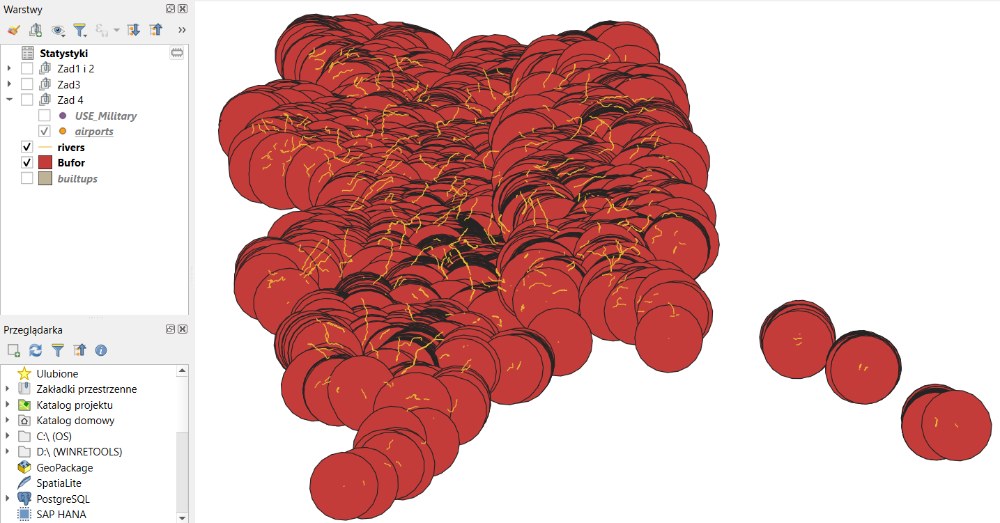 Warstwy
»
Statystyki
Zad1 i 2
Zad3
Zad 4
USE_Military
airports
rivers
Bufor
builtups
Przeglądarka
Ulubione
Zakładki przestrzenne
Katalog projektu
Katalog domowy
C:\ (OS)
D:\ (WINRETOOLS)
GeoPackage
SpatiaLite
PostgreSQL
SAP HANA